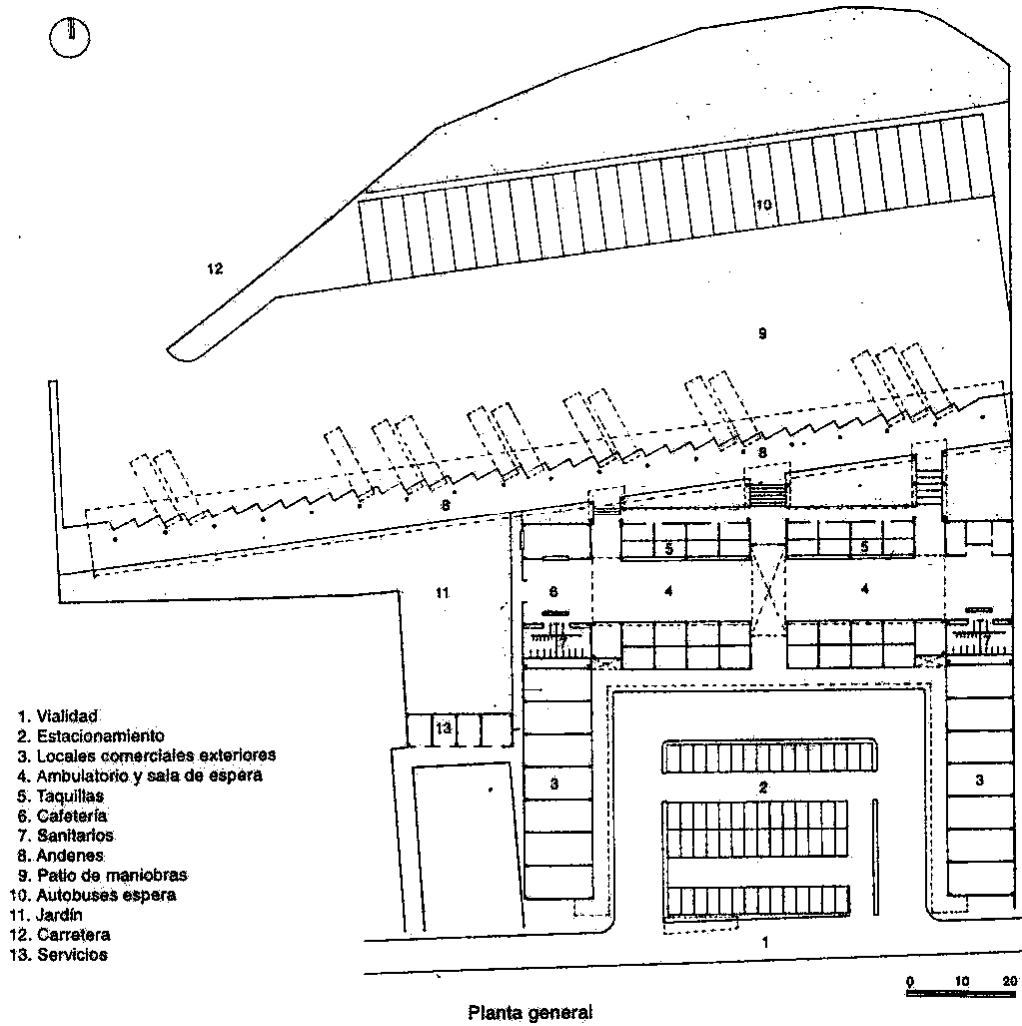 10
12
9
8
8
5
5
11
6
4
4
7
7
13
3
2
3
1
1. Vialidad
2. Estacionamiento
3. Locales comerciales exteriores
4. Ambulatorio y sala de espera
5. Taquillas
6. Cafetería
7. Sanitarios
8. Andenes
9. Patio de maniobras
10. Autobuses espera
11. Jardín
12. Carretera
13. Servicios
0 10 20
Planta general